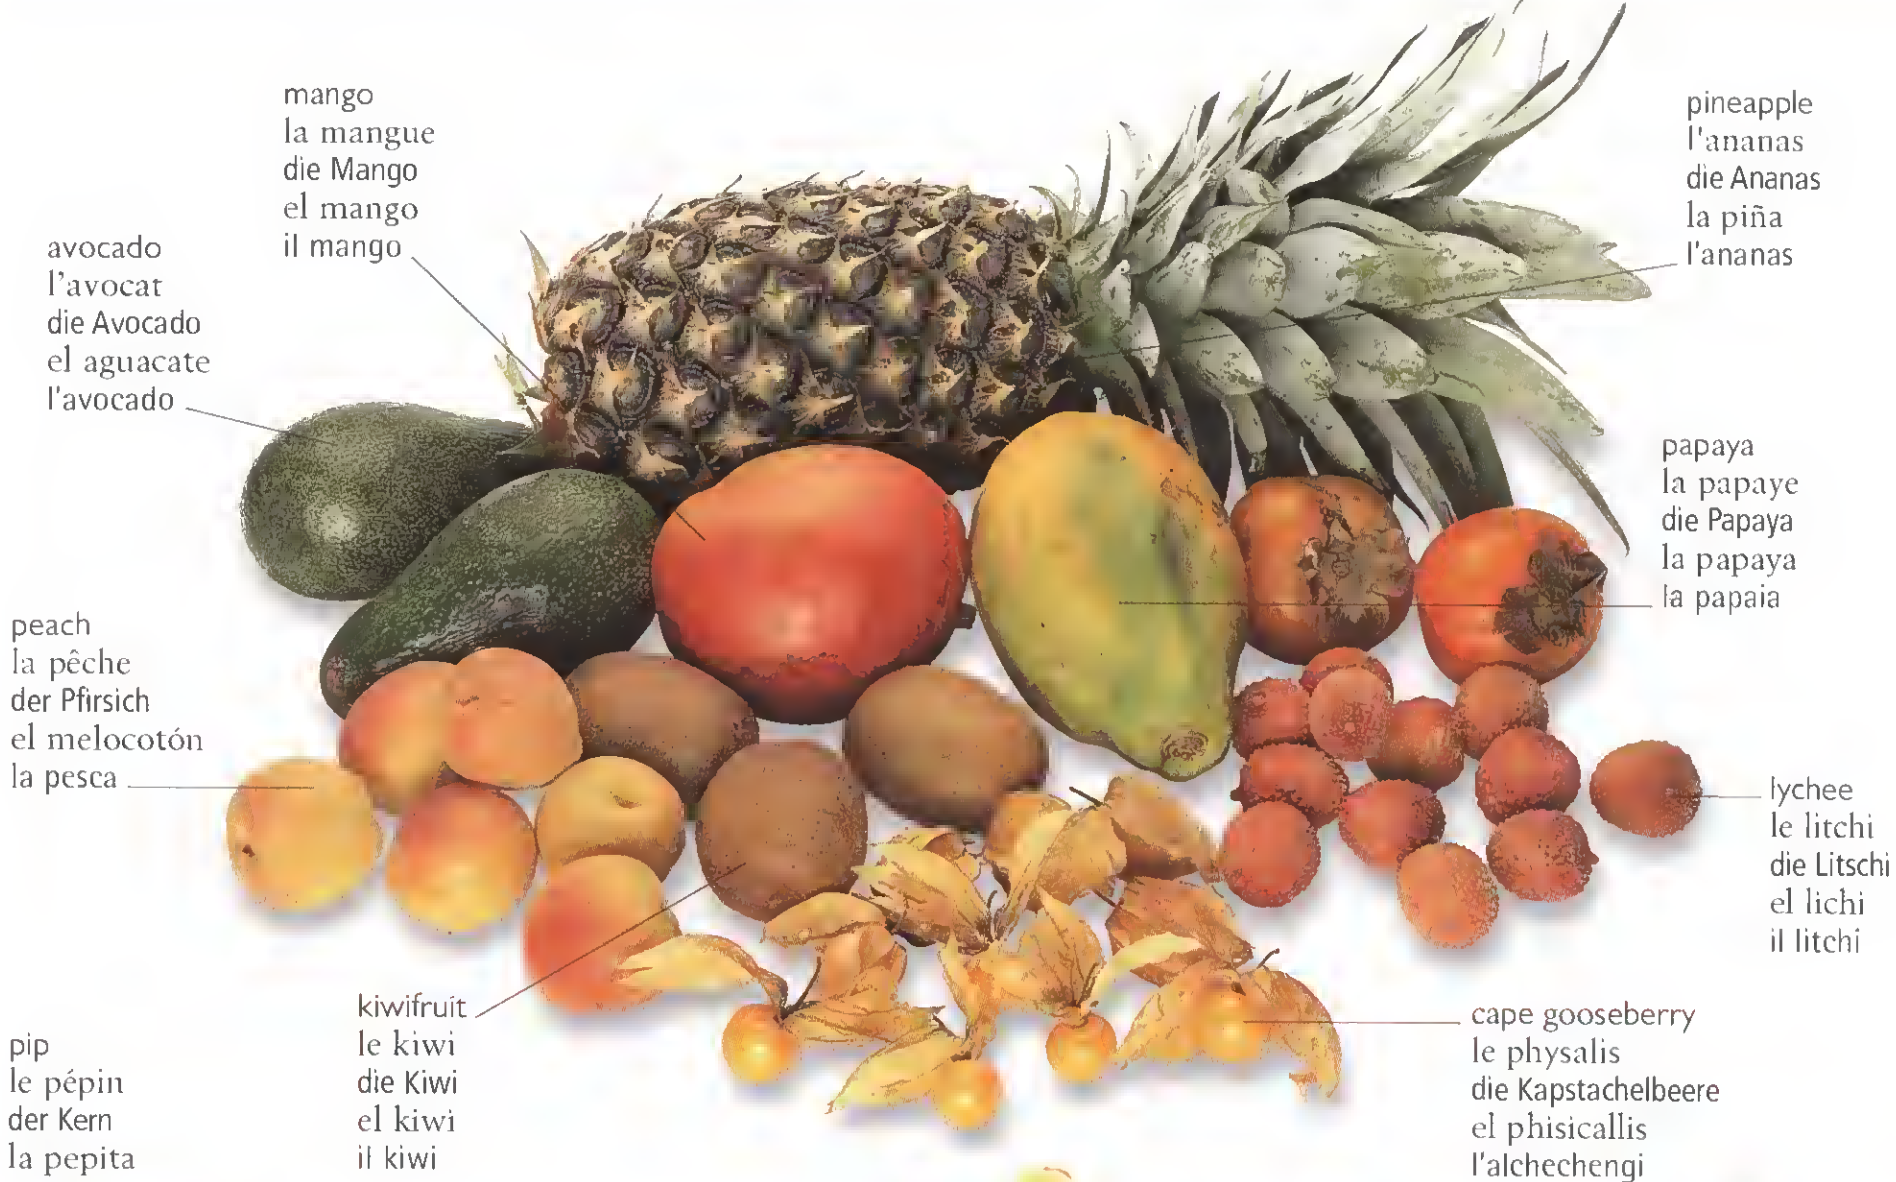 mango
la mangue
die Mango
el mango
il mango
pineapple
l'ananas
die Ananas
la piña
l'ananas
avocado
l'avocat
die Avocado
el aguacate
l'avocado
papaya
la papaye
die Papaya
la papaya
la papaia
peach
la pêche
der Pfirsich
el melocotón
la pesca
lychee
le litchi
die Litschi
el lichi
il litchi
kiwifruit
le kiwi
die Kiwi
el kiwi
il kiwi
cape gooseberry
le physalis
die Kapstachelbeere
el phisicallis
l'alchechengi
pip
le pépin
der Kern
la pepita